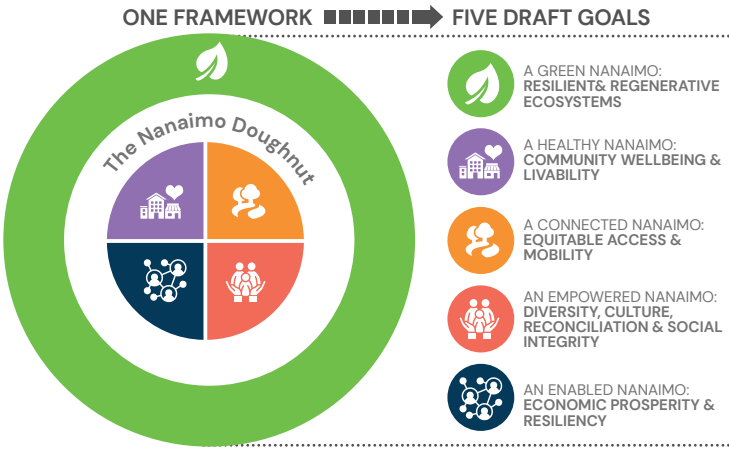 ONE FRAMEWORK
FIVE DRAFT GOALS
The Nanaimo Doughnut
A GREEN NANAIMO:
RESILIENT& REGENERATIVE
ECOSYSTEMS
A HEALTHY NANAIMO:
COMMUNITY WELLBEING &
LIVABILITY
A CONNECTED NANAIMO:
EQUITABLE ACCESS &
MOBILITY
AN EMPOWERED NANAIMO:
DIVERSITY, CULTURE,
RECONCILIATION & SOCIAL
INTEGRITY
AN ENABLED NANAIMO:
ECONOMIC PROSPERITY &
RESILIENCY